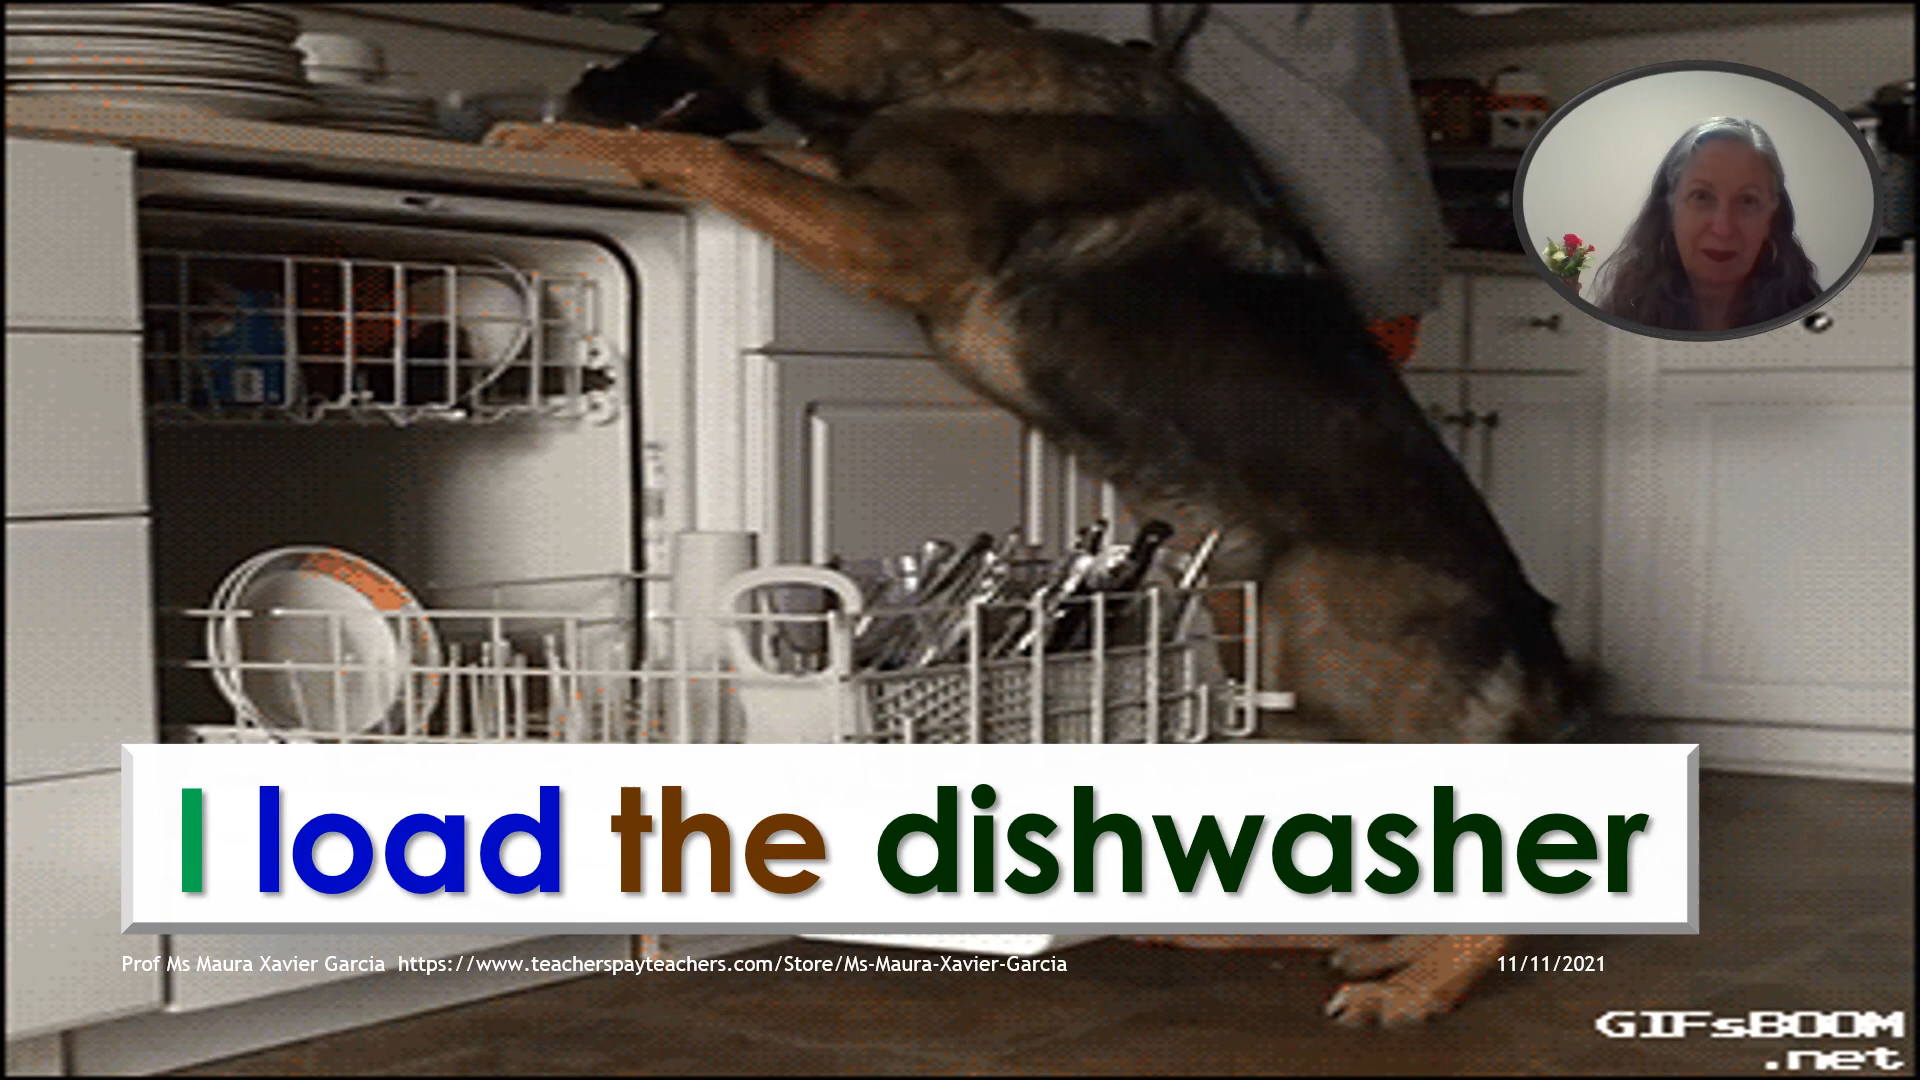 I load the dishwasher
Prof Ms Maura Xavier Garcia https://www.teacherspayteachers.com/Store/Ms-Maura-Xavier-Garcia
11/11/2021
GIFsBOOM
.net